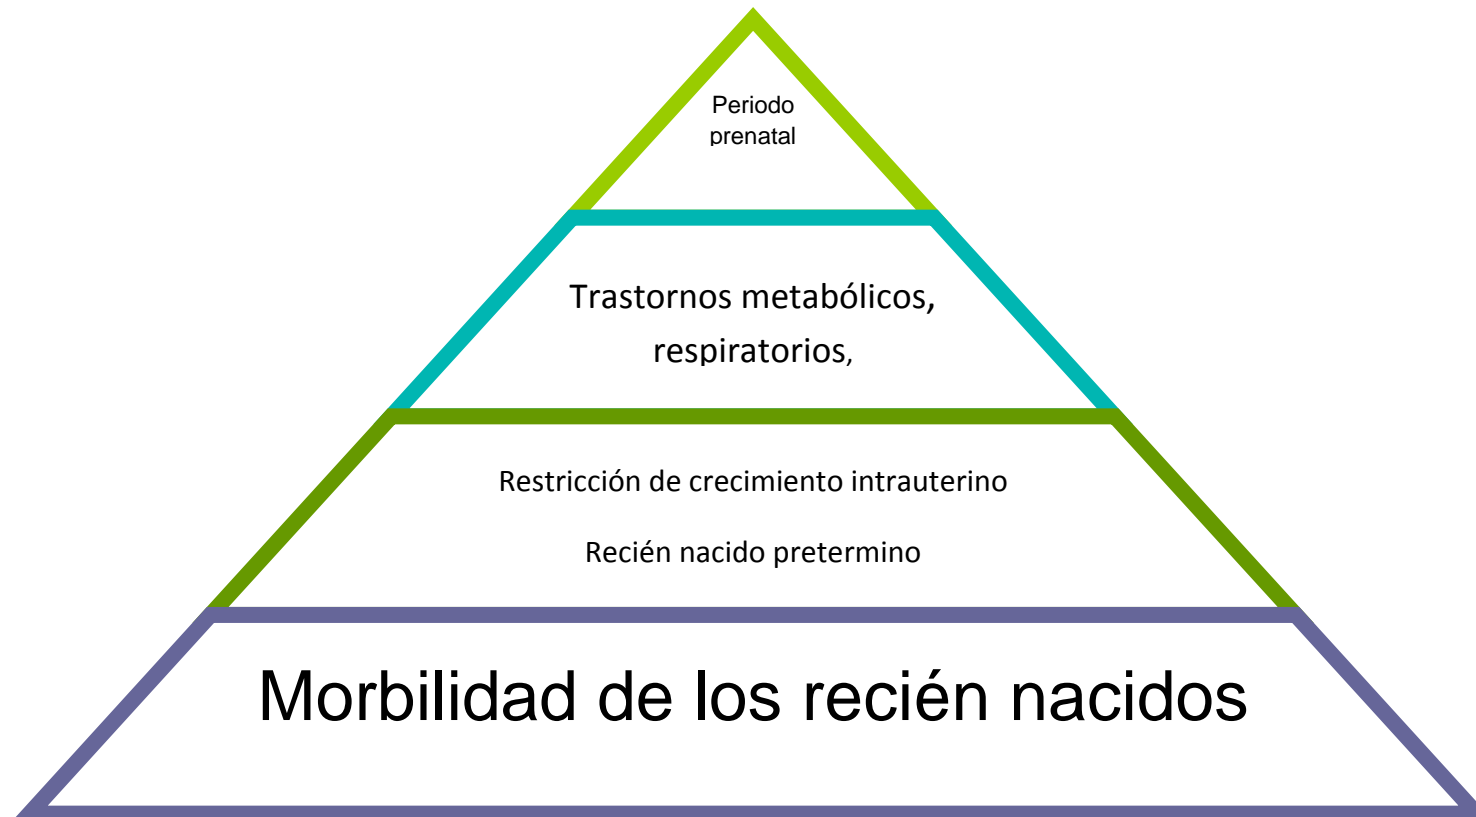 Periodo
prenatal
Trastornos metabólicos,
respiratorios,
Restricción de crecimiento intrauterino
Recién nacido pretermino
Morbilidad de los recién nacidos